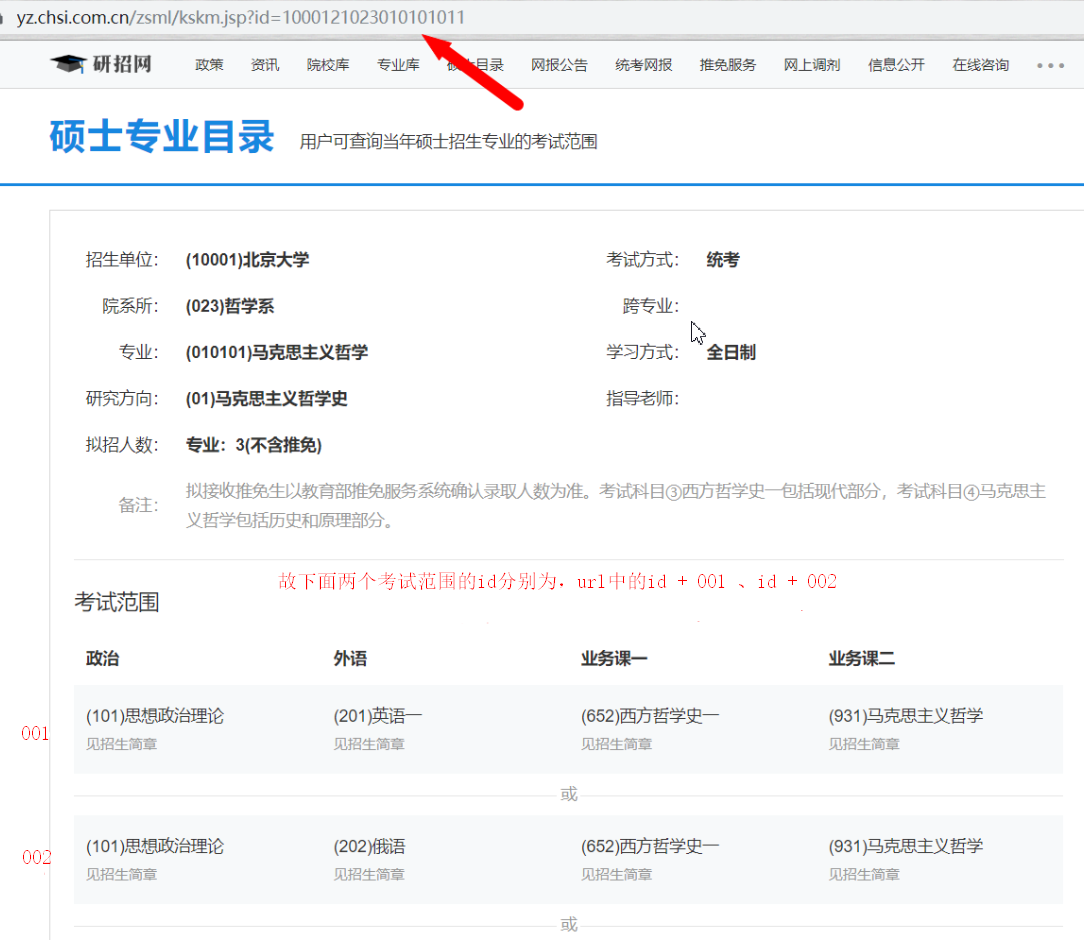 yz.chsi.com.cn/zsml/kskm.jsp?id=1000121023010101011
研招网 政策 资讯 院校库 专业库 硕士目录 网报公告 统考网报 推免服务 网上调剂 信息公开 在线咨询
硕士专业目录 用户可查询当年硕士招生专业的考试范围
招生单位: (10001)北京大学 考试方式: 统考
院系所: (023)哲学系 跨专业:
专业: (010101)马克思主义哲学 学习方式: 全日制
研究方向: (01)马克思主义哲学史 指导老师:
拟招人数: 专业: 3(不含推免)
备注: 拟接收推免生以教育部推免服务系统确认录取人数为准。考试科目③西方哲学史一包括现代部分，考试科目④马克思主
义哲学包括历史和原理部分。
故下面两个考试范围的id分别为. url中的id + 001 、id + 002
考试范围
政治 外语 业务课一 业务课二
(101)思想政治理论 (201)英语一 (652)西方哲学史一 (931)马克思主义哲学
001
见招生简章 见招生简章 见招生简章 见招生简章
或
(101)思想政治理论 (202)俄语 (652)西方哲学史一 (931)马克思主义哲学
002
见招生简章 见招生简章 见招生简章 见招生简章
或